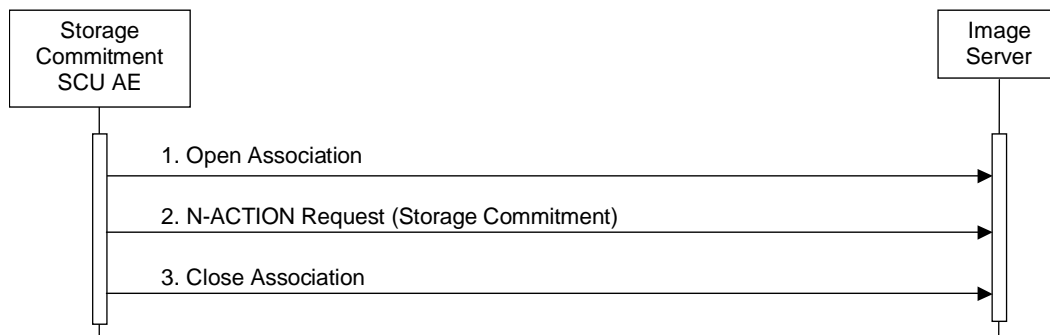 Storage
Commitment
SCU AE
Image
Server
1. Open Association
2. N-ACTION Request (Storage Commitment)
3. Close Association